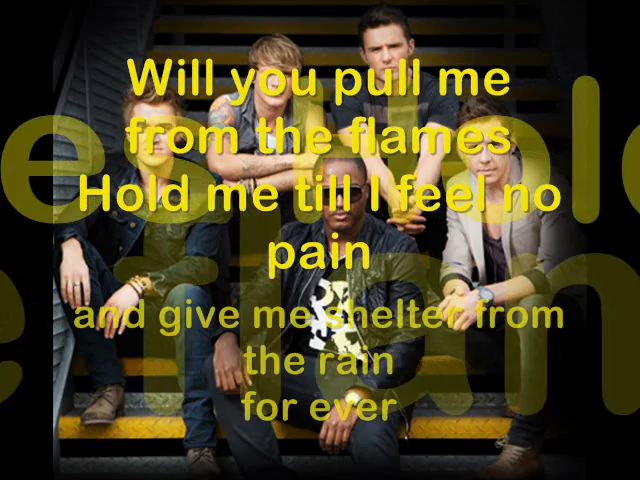 Will you pull me
from the flames
Hold me till I feel no
pain
and give me shelter from
the rain
for ever